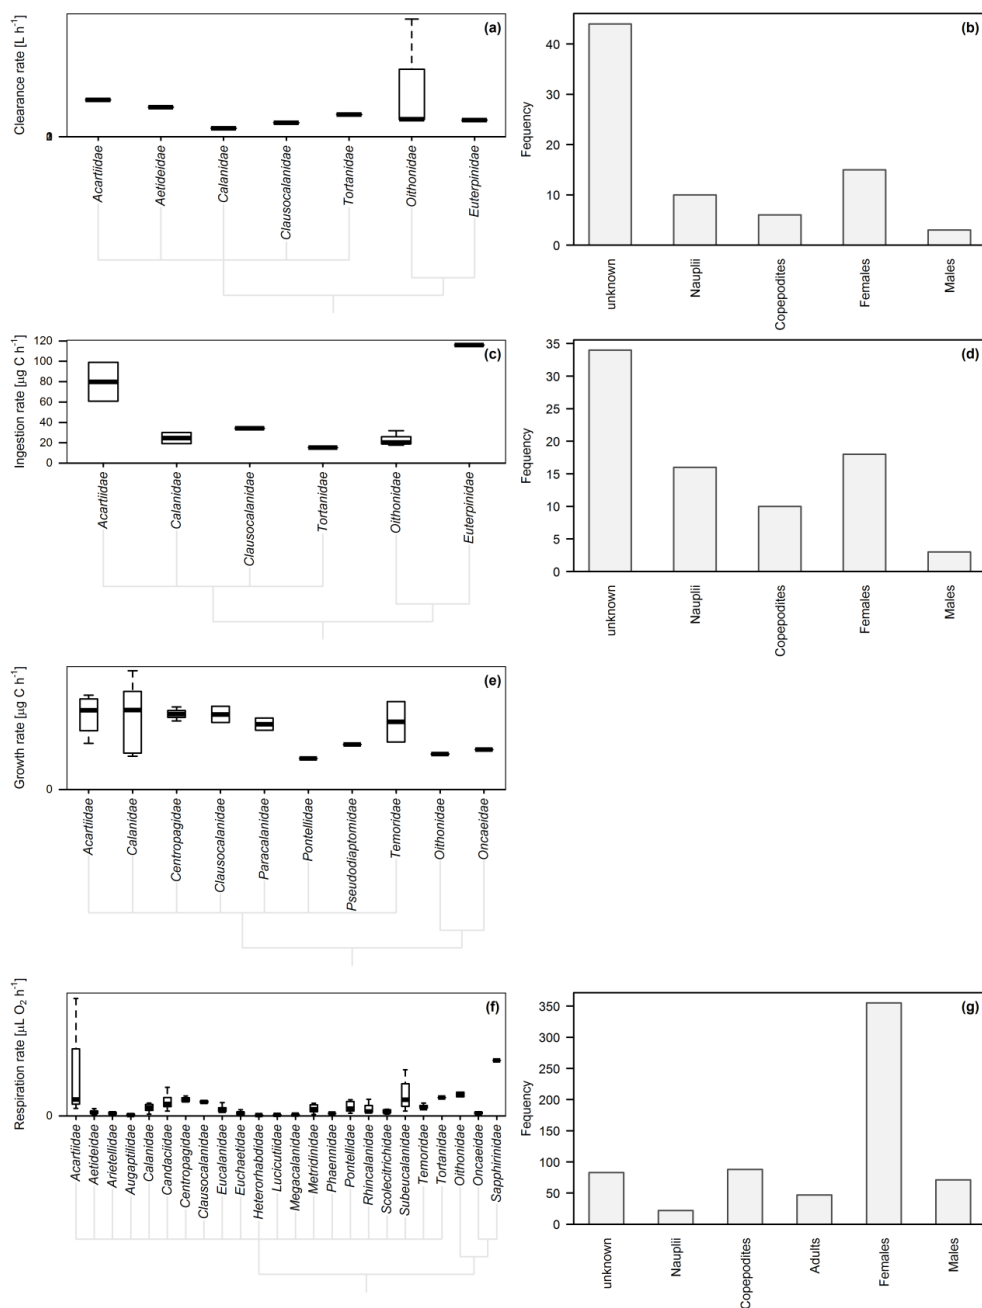 Clearance rate [L h⁻¹]
(a)
Acartiidae
Aetideidae
Calanidae
Clausocalanidae
Tortanidae
Oithonidae
Euterpinidae
Fequency
40
30
20
10
0
(b)
unknown
Nauplii
Copepodites
Females
Males
Ingestion rate [µg C h⁻¹]
120
100
80
60
40
20
0
(c)
Acartiidae
Calanidae
Clausocalanidae
Tortanidae
Oithonidae
Euterpinidae
Fequency
35
30
25
20
15
10
5
0
(d)
unknown
Nauplii
Copepodites
Females
Males
Growth rate [µg C h⁻¹]
0
(e)
Acartiidae
Calanidae
Centropagidae
Clausocalanidae
Paracalanidae
Pontellidae
Pseudodiaptomidae
Temoridae
Oithonidae
Oncaeidae
Respiration rate [µL O₂ h⁻¹]
0
(f)
Acartiidae
Aetideidae
Arietellidae
Augaptilidae
Calanidae
Candaciidae
Centropagidae
Clausocalanidae
Eucalanidae
Euchaetidae
Heterorhabdidae
Lucicutiidae
Megacalanidae
Metridinidae
Phaennidae
Pontellidae
Rhincalanidae
Scolecitrichidae
Subeucalanidae
Temoridae
Tortanidae
Oithonidae
Oncaeidae
Sapphirinidae
Fequency
350
300
250
200
150
100
50
0
(g)
unknown
Nauplii
Copepodites
Adults
Females
Males